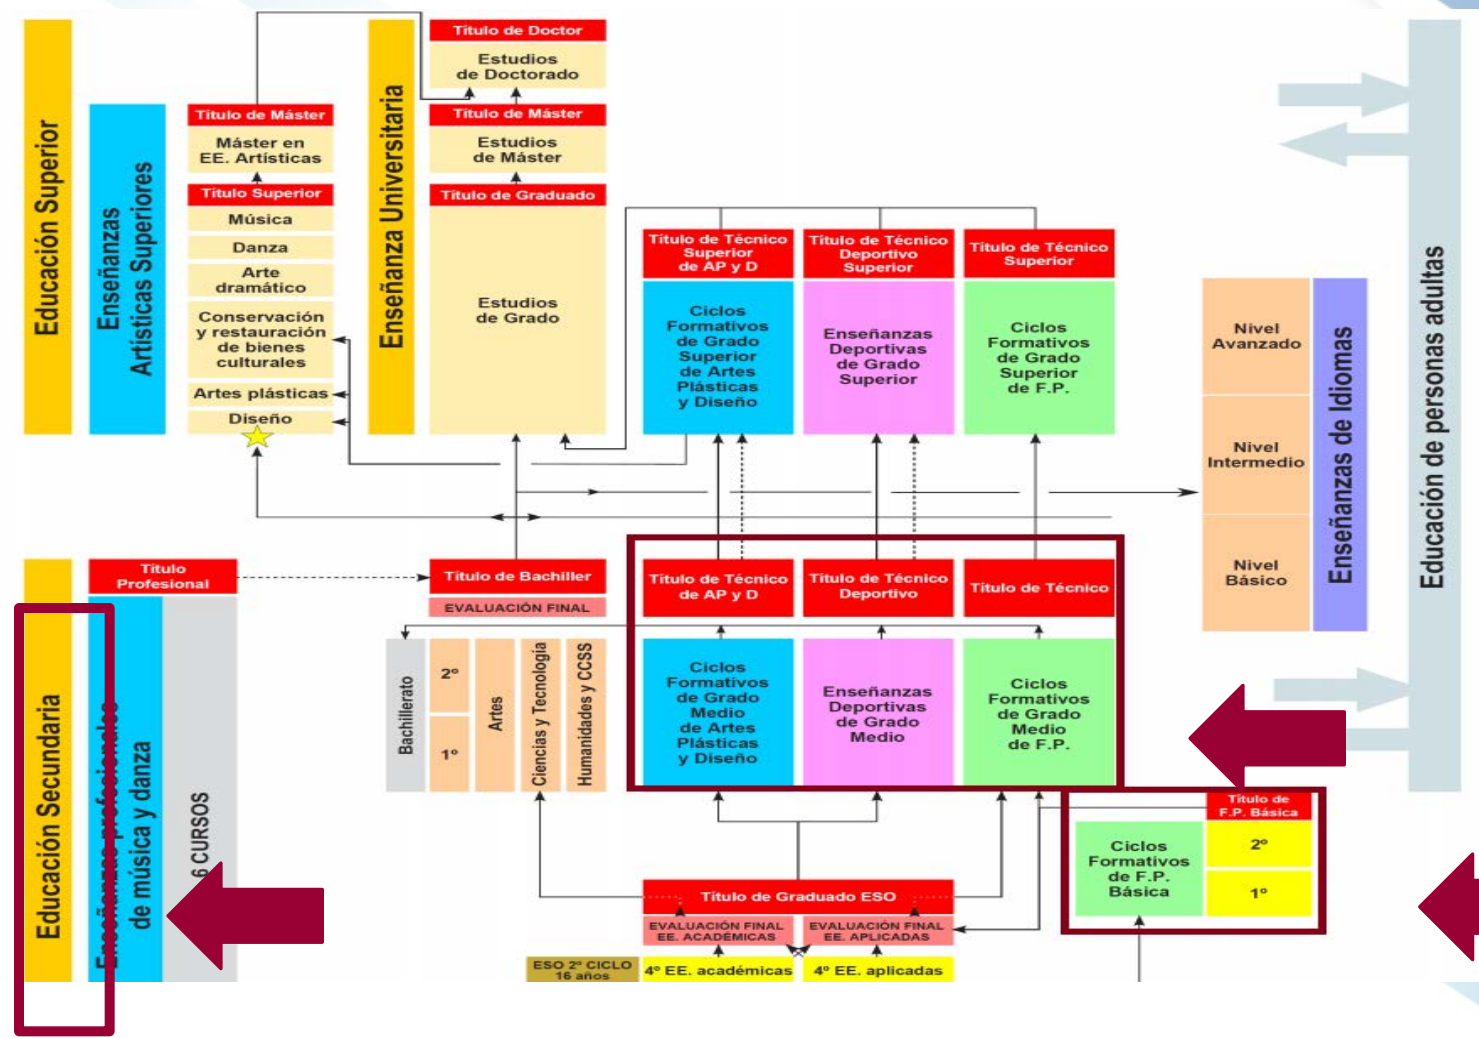 Educación Superior
Enseñanzas
Artísticas Superiores
Título de Máster
Máster en
EE. Artísticas
Título Superior
Música
Danza
Arte
dramático
Conservación
y restauración
de bienes
culturales
Artes plásticas
Diseño
Enseñanza Universitaria
Título de Doctor
Estudios
de Doctorado
Título de Máster
Estudios
de Máster
Título de Graduado
Estudios
de Grado
Título de Técnico
Superior
de AP y D
Ciclos
Formativos
de Grado
Superior
de Artes
Plásticas
y Diseño
Título de Técnico
Deportivo
Superior
Enseñanzas
Deportivas
de Grado
Superior
Título de Técnico
Superior
Ciclos
Formativos
de Grado
Superior
de F.P.
Nivel
Avanzado
Nivel
Intermedio
Nivel
Básico
Enseñanzas de Idiomas
Educación de personas adultas
Educación Secundaria
Título
Profesional
Enseñanzas profesionales
de música y danza
6 CURSOS
Título de Bachiller
EVALUACIÓN FINAL
Bachillerato
2º
1º
Artes
Ciencias y Tecnología
Humanidades y CCSS
Título de Técnico
de AP y D
Ciclos
Formativos
de Grado
Medio
de Artes
Plásticas
y Diseño
Título de Técnico
Deportivo
Enseñanzas
Deportivas
de Grado
Medio
Título de Técnico
Ciclos
Formativos
de Grado
Medio
de F.P.
Título de
F.P. Básica
Ciclos
Formativos
de F.P.
Básica
2º
1º
Título de Graduado ESO
EVALUACIÓN FINAL
EE. ACADÉMICAS
EVALUACIÓN FINAL
EE. APLICADAS
ESO 2º CICLO
16 años
4º EE. académicas
4º EE. aplicadas